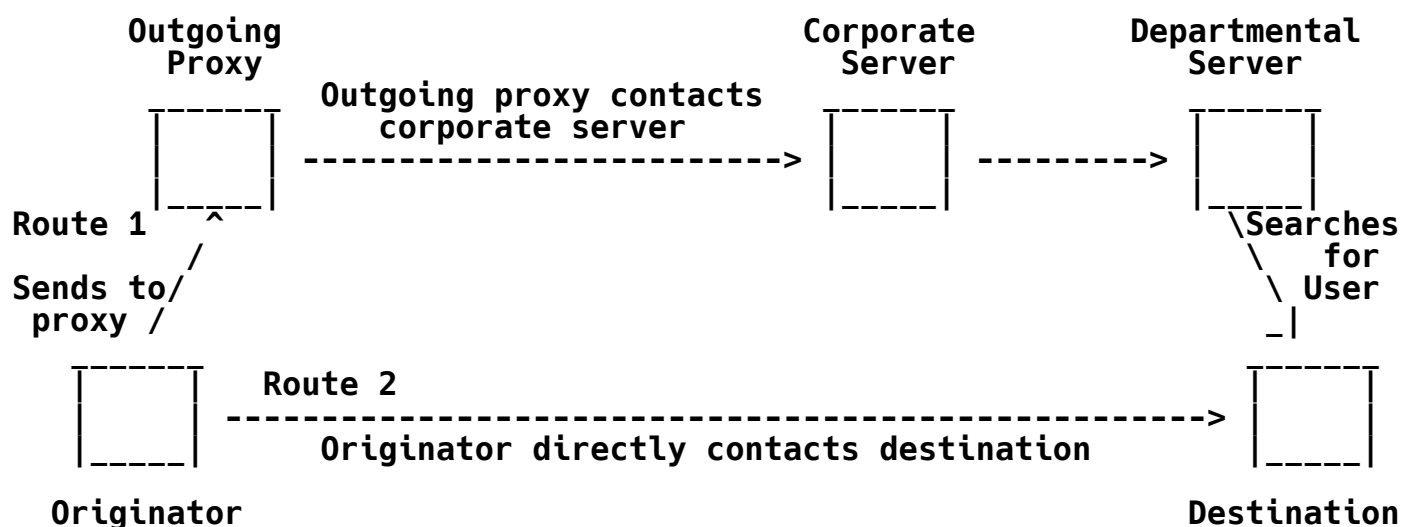 Outgoing Corporate Departmental
Proxy Server Server
Outgoing proxy contacts
corporate server
Route 1
Searches
for
Sends to
User
proxy
Route 2
Originator directly contacts destination
Originator Destination